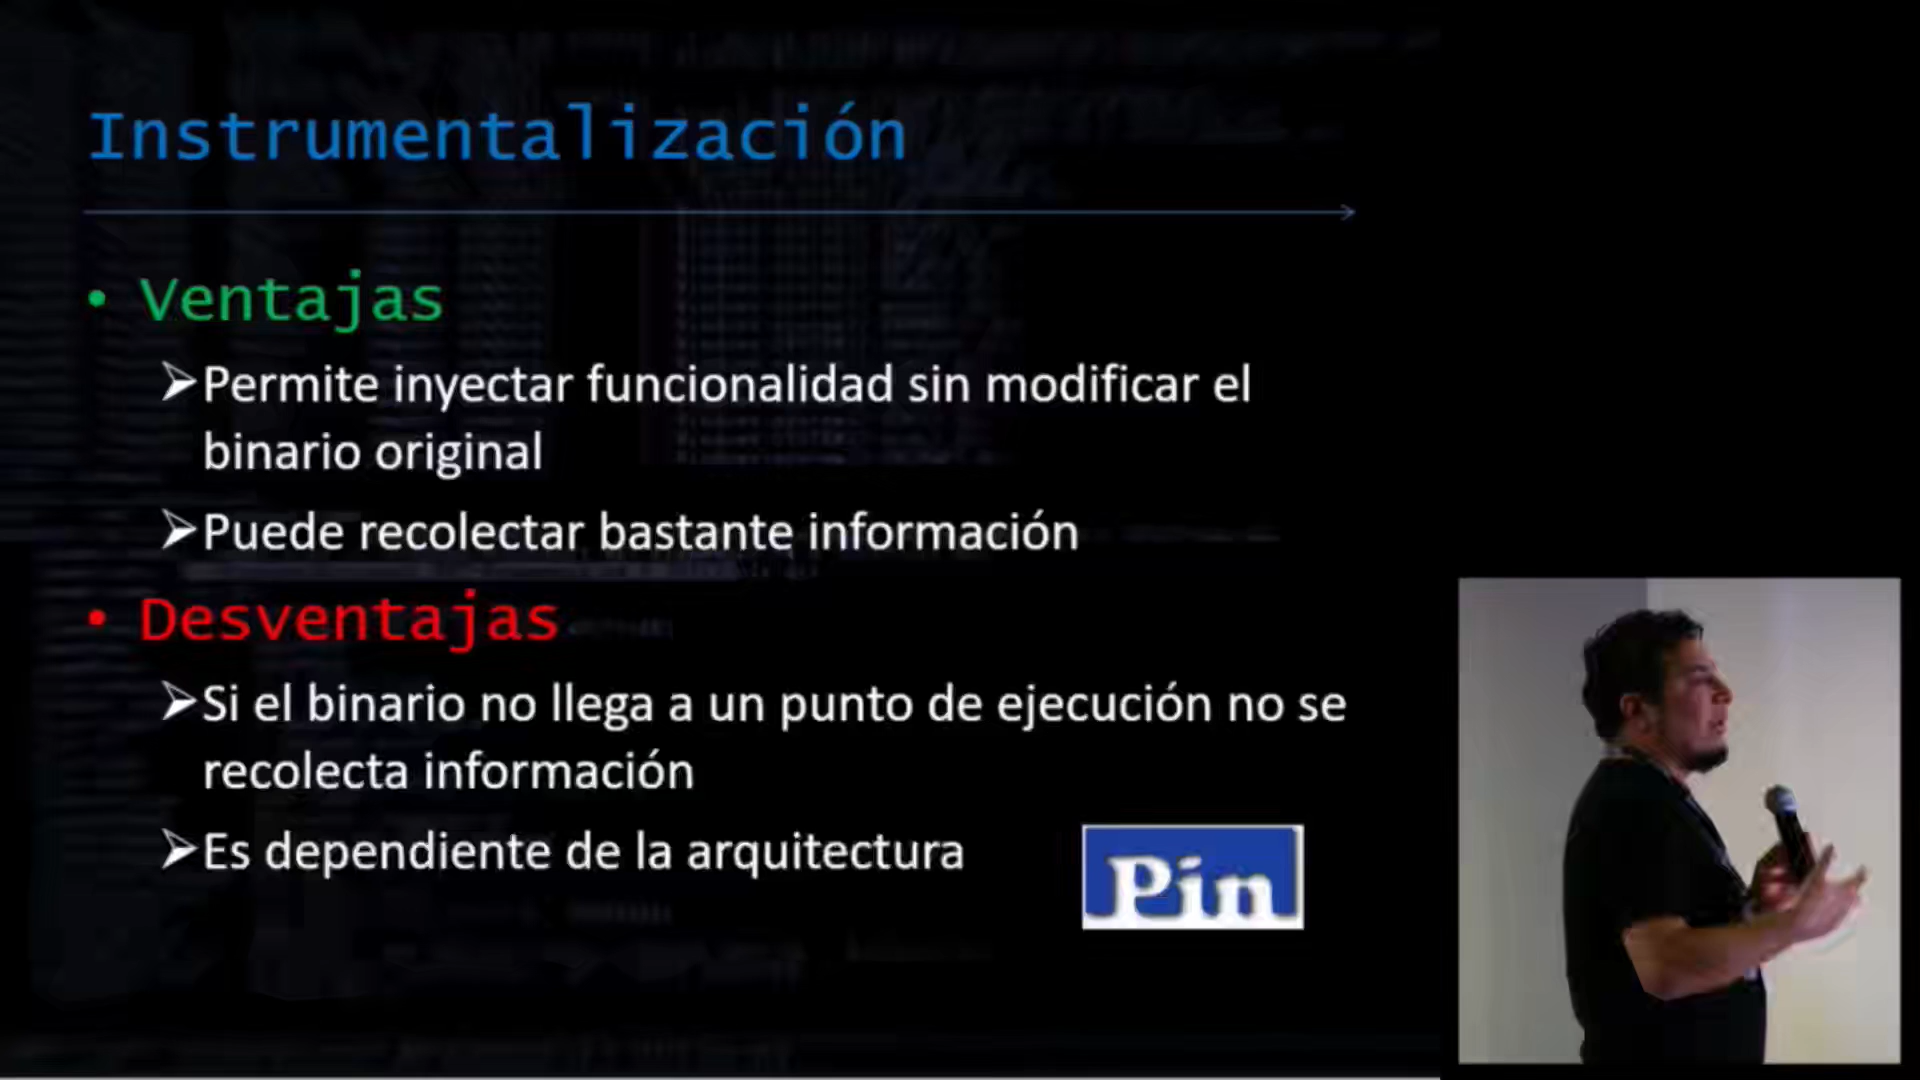 Instrumentalización
• Ventajas
➢Permite inyectar funcionalidad sin modificar el
binario original
➢Puede recolectar bastante información
• Desventajas
➢Si el binario no llega a un punto de ejecución no se
recolecta información
➢Es dependiente de la arquitectura
Pin